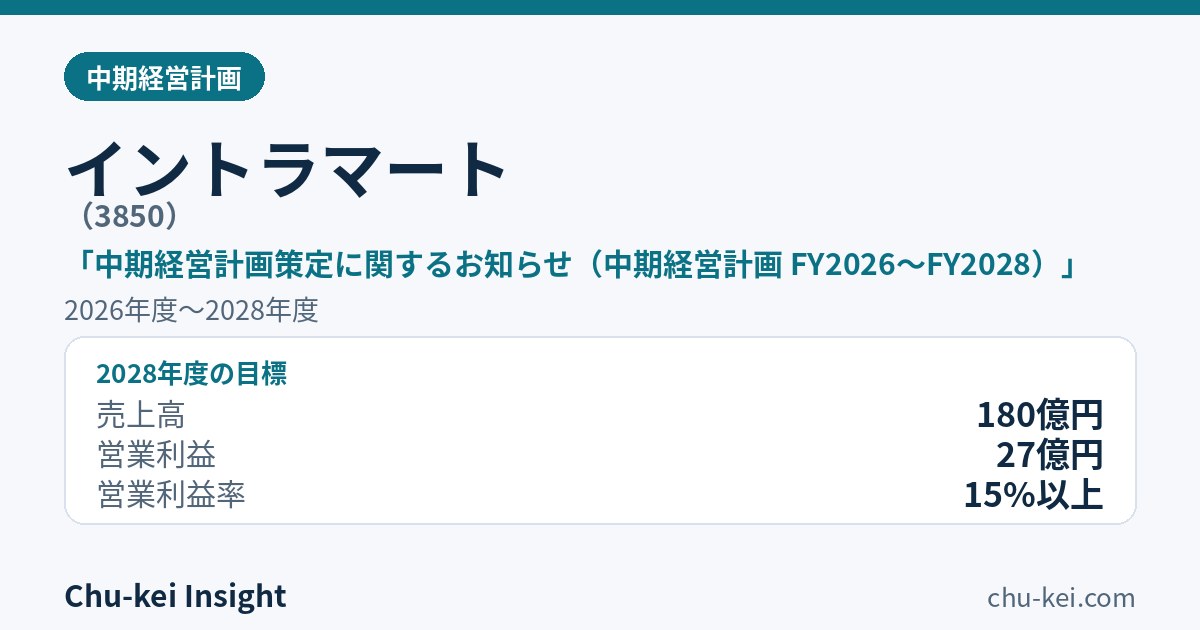 中期経営計画
イントラマート
（3850）
「中期経営計画策定に関するお知らせ（中期経営計画 FY2026～FY2028）」
2026年度～2028年度
2028年度の目標
売上高 180億円
営業利益 27億円
営業利益率 15%以上
Chu-kei Insight chu-kei.com